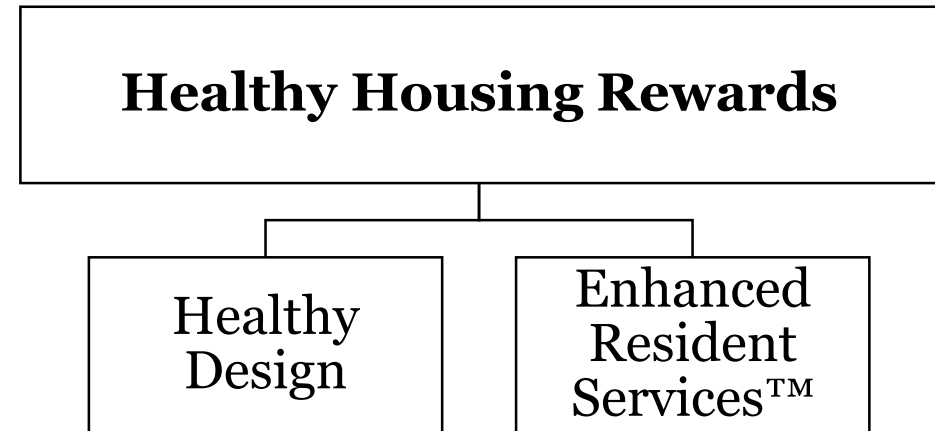 Healthy Housing Rewards
Healthy
Design
Enhanced
Resident
Services™